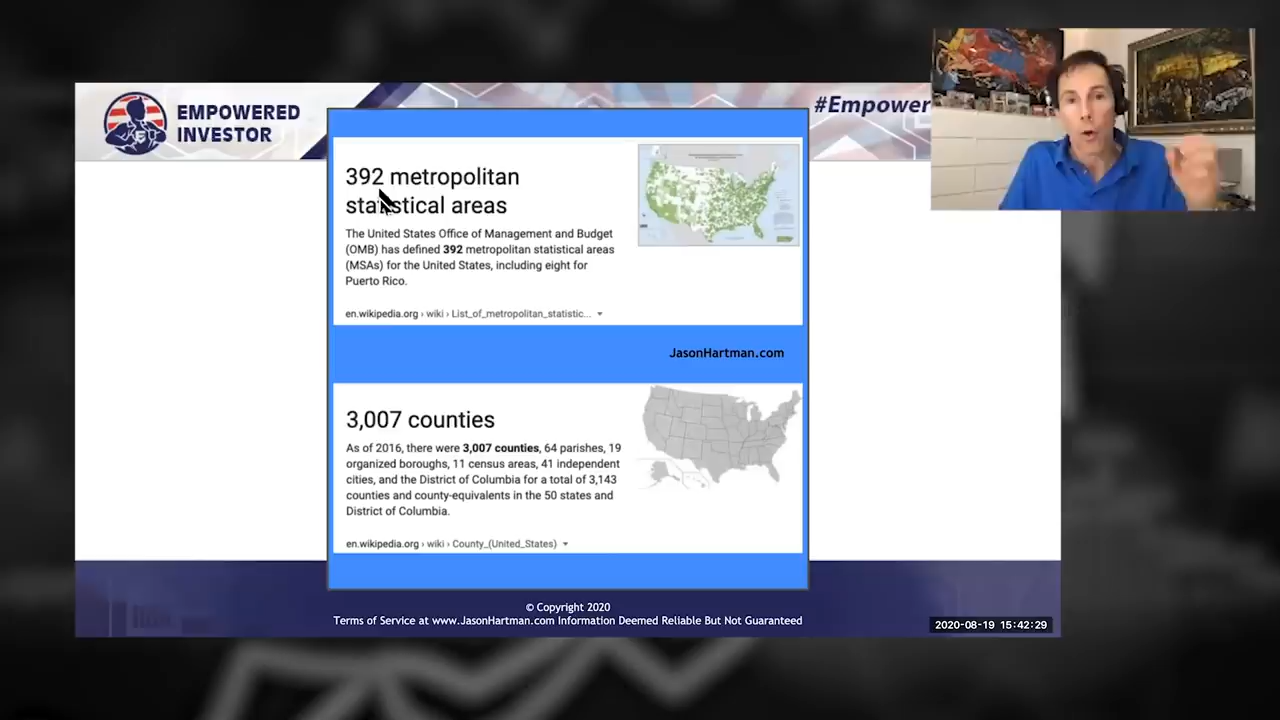 EMPOWERED
INVESTOR
#Empower
392 metropolitan
statistical areas
The United States Office of Management and Budget
(OMB) has defined 392 metropolitan statistical areas
(MSAs) for the United States, including eight for
Puerto Rico.
en.wikipedia.org › wiki › List_of_metropolitan_statistic...
JasonHartman.com
3,007 counties
As of 2016, there were 3,007 counties, 64 parishes, 19
organized boroughs, 11 census areas, 41 independent
cities, and the District of Columbia for a total of 3,143
counties and county-equivalents in the 50 states and
District of Columbia.
en.wikipedia.org › wiki › County_(United_States)
© Copyright 2020
Terms of Service at www.JasonHartman.com Information Deemed Reliable But Not Guaranteed
2020-08-19 15:42:29